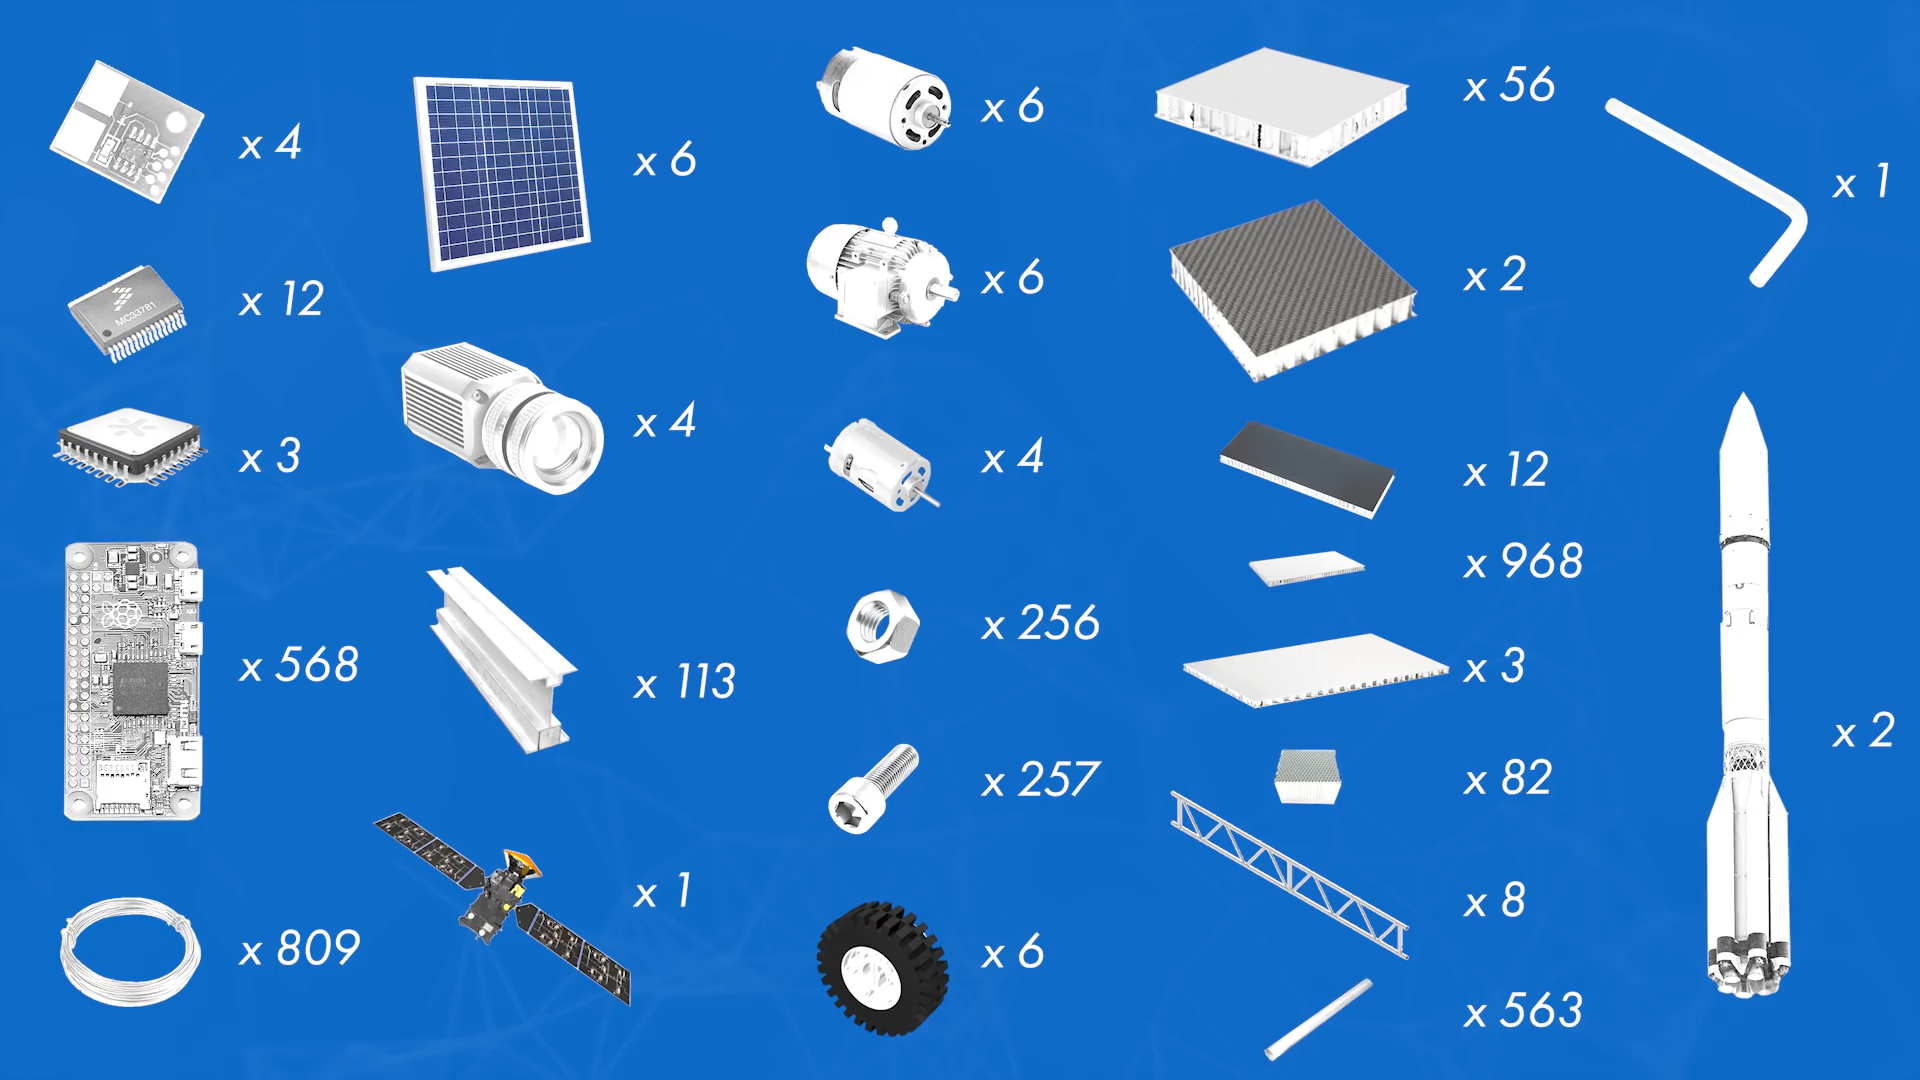 x 4
x 12
MC33781
x 3
x 568
x 809
x 6
x 4
x 113
x 1
x 6
x 6
x 4
x 256
x 257
x 6
x 56
x 2
x 12
x 968
x 3
x 82
x 8
x 563
x 1
x 2